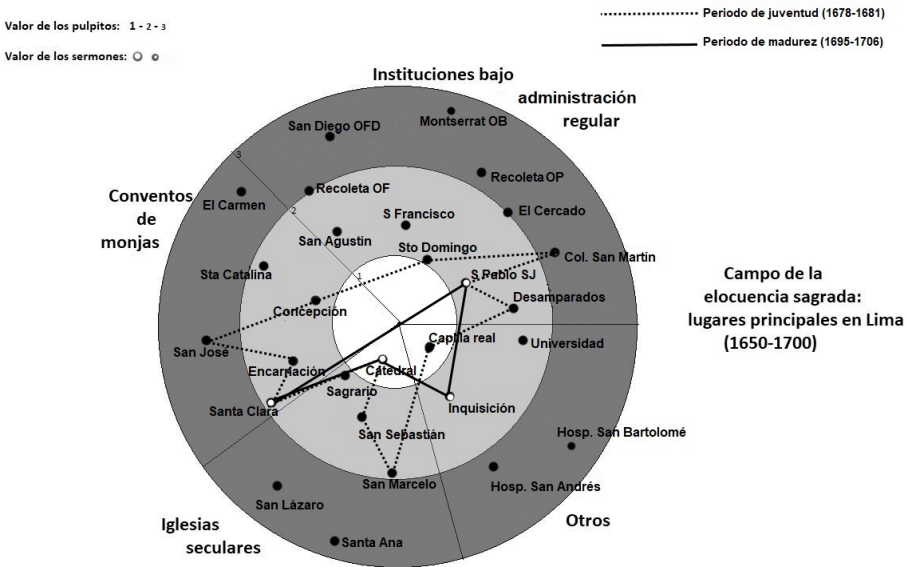 Valor de los pulpitos: 1 - 2 - 3
Valor de los sermones:
Periodo de juventud (1678-1681)
Periodo de madurez (1695-1706)
Instituciones bajo
administración
regular
Montserrat OB
San Diego OFD
3
Recoleta OP
Recoleta OF
Conventos
de
monjas
El Carmen
2
El Cercado
S Francisco
San Agustín
Sto Domingo
Col. San Martín
Sta Catalina
1
S Pablo SJ
Desamparados
Concepción
Campo de la
elocuencia sagrada:
lugares principales en Lima
(1650-1700)
Capilla real
Universidad
San José
Encarnación
Catedral
Sagrario
Santa Clara
Inquisición
San Sebastián
Hosp. San Bartolomé
San Marcelo
Hosp. San Andrés
San Lázaro
Iglesias
seculares
Otros
Santa Ana